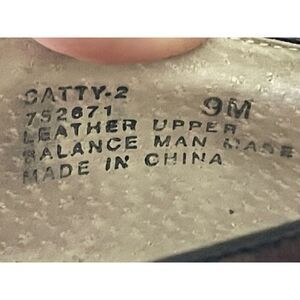 CATTY-2
752671 9M
LEATHER UPPER
BALANCE MAN MADE
MADE IN CHINA